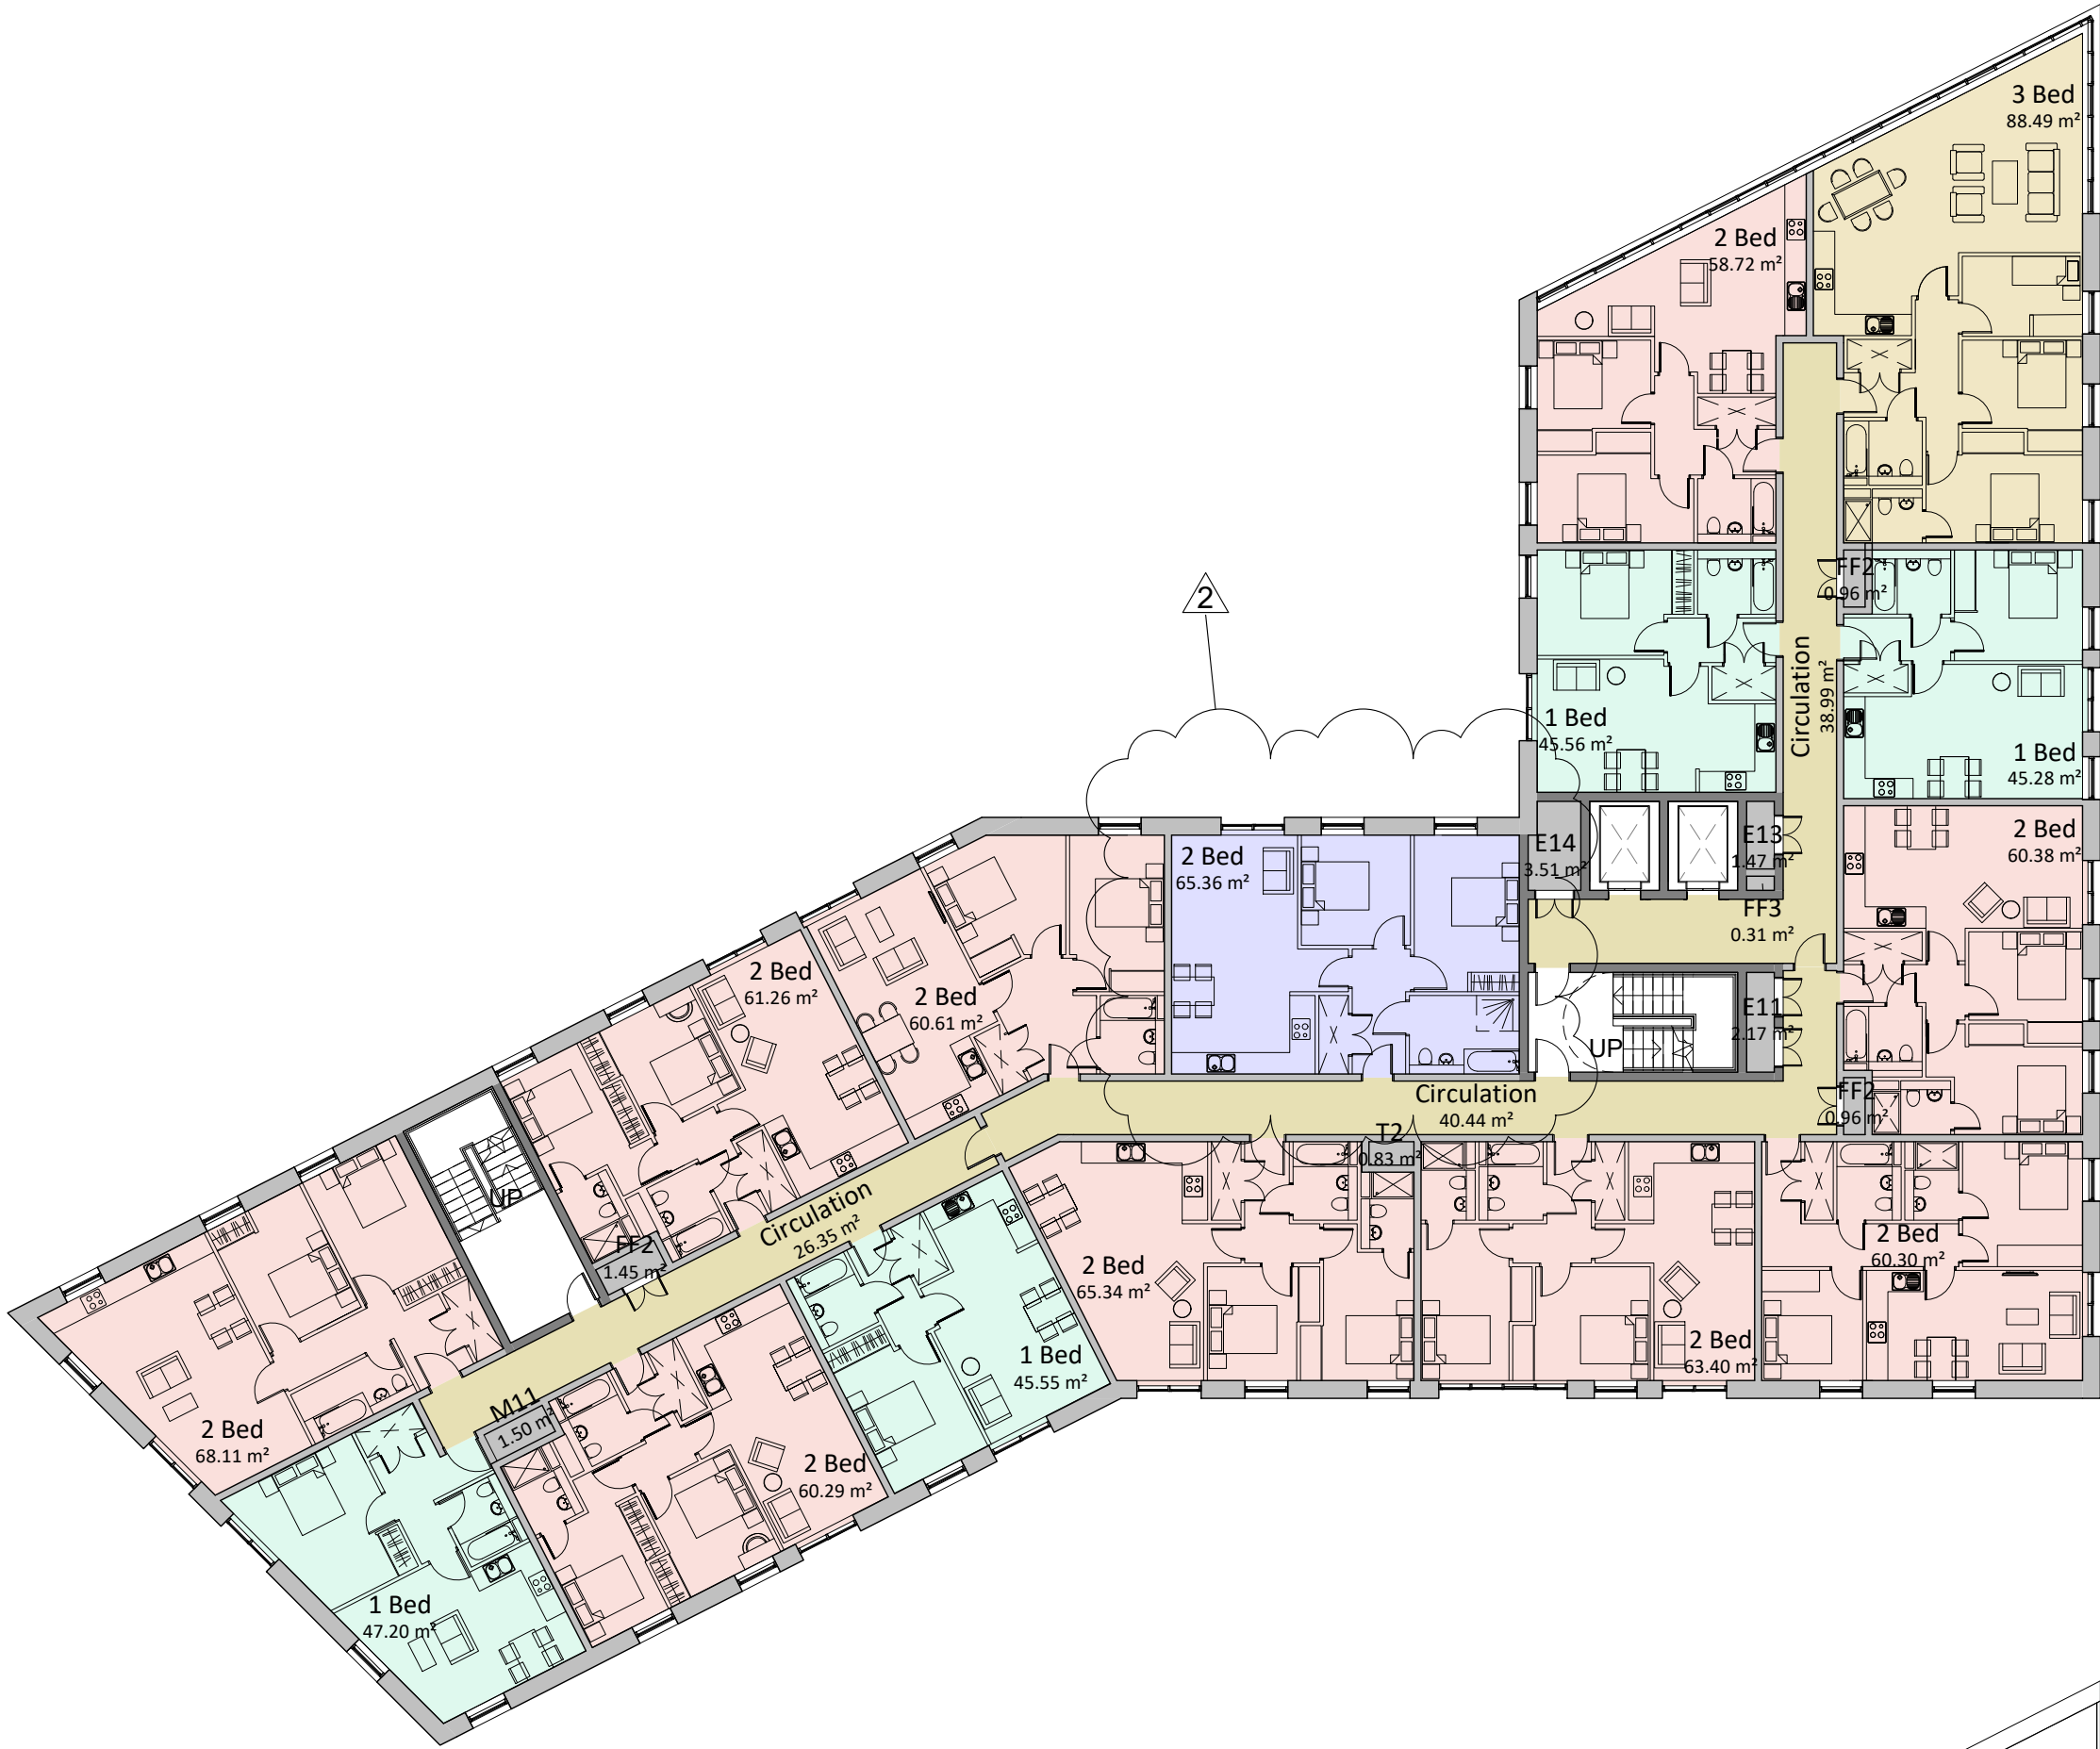 3 Bed
88.49 m²
2 Bed
58.72 m²
FF2
0.96 m²
2
Circulation
38.99 m²
1 Bed
45.56 m²
1 Bed
45.28 m²
2 Bed
65.36 m²
E14
3.51 m²
E13
1.47 m²
2 Bed
60.38 m²
FF3
0.31 m²
2 Bed
61.26 m²
2 Bed
60.61 m²
E11
2.17 m²
UP
Circulation
40.44 m²
FF2
0.96 m²
T2
0.83 m²
UP
Circulation
26.35 m²
FF2
1.45 m²
2 Bed
65.34 m²
2 Bed
60.30 m²
2 Bed
63.40 m²
1 Bed
45.55 m²
M11
1.50 m²
2 Bed
68.11 m²
2 Bed
60.29 m²
1 Bed
47.20 m²